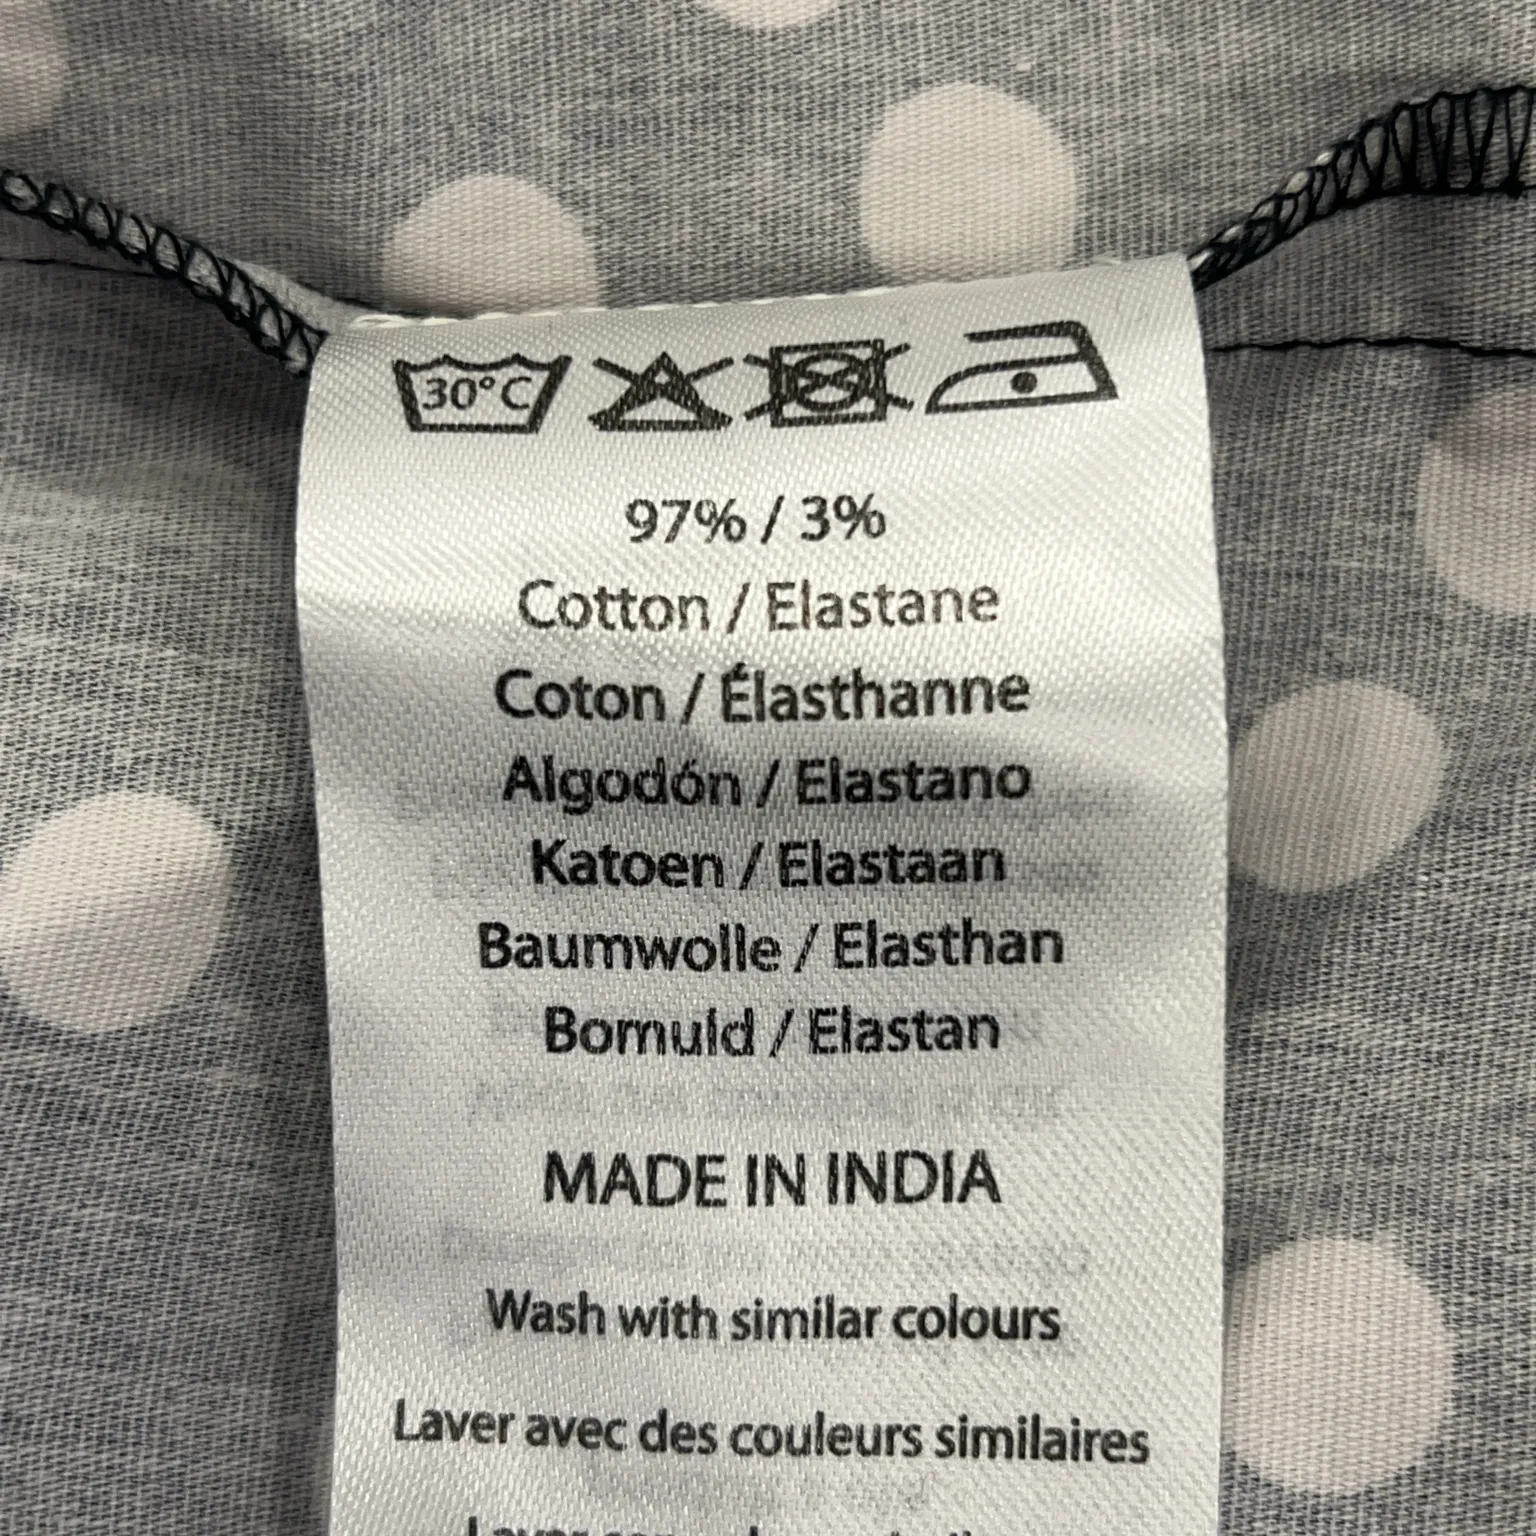 30°C
97% / 3%
Cotton / Elastane
Coton / Élasthanne
Algodón / Elastano
Katoen / Elastaan
Baumwolle / Elasthan
Bomuld / Elastan
MADE IN INDIA
Wash with similar colours
Laver avec des couleurs similaires